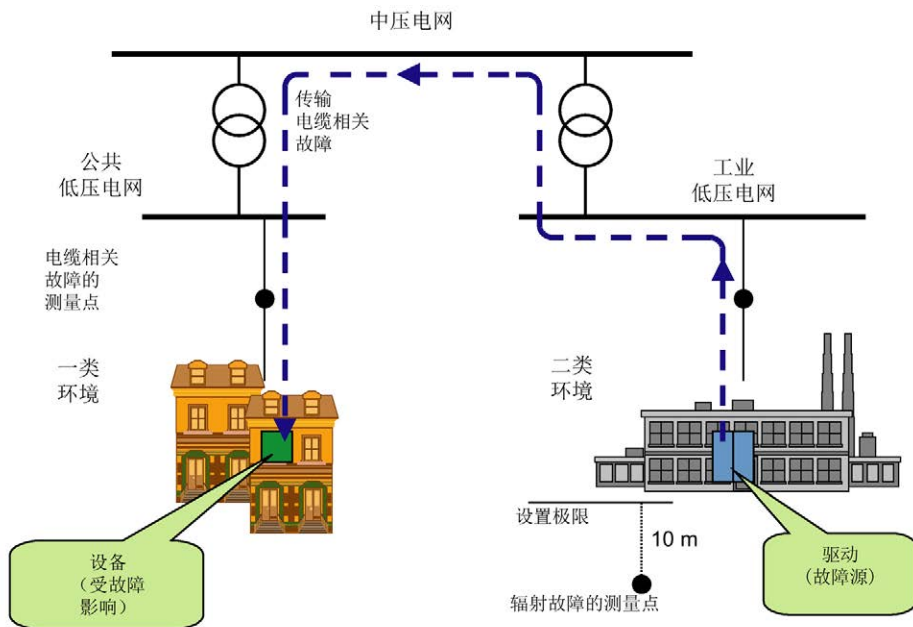 中压电网
传输
电缆相关
故障
公共
低压电网
工业
低压电网
电缆相关
故障的
测量点
一类
环境
二类
环境
设置极限
10 m
设备
（受故障
影响）
驱动
(故障源)
辐射故障的测量点